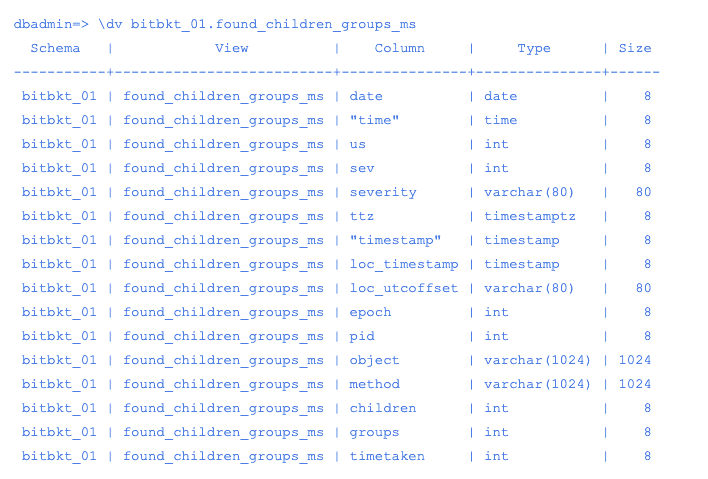 dbadmin=> \dv bitbkt_01.found_children_groups_ms
  Schema   |            View             |    Column     |     Type      | Size
-----------+-----------------------------+---------------+---------------+------
 bitbkt_01 | found_children_groups_ms | date          | date          |    8
 bitbkt_01 | found_children_groups_ms | "time"        | time          |    8
 bitbkt_01 | found_children_groups_ms | us            | int           |    8
 bitbkt_01 | found_children_groups_ms | sev           | int           |    8
 bitbkt_01 | found_children_groups_ms | severity      | varchar(80)   |   80
 bitbkt_01 | found_children_groups_ms | ttz           | timestamptz   |    8
 bitbkt_01 | found_children_groups_ms | "timestamp"   | timestamp     |    8
 bitbkt_01 | found_children_groups_ms | loc_timestamp | timestamp     |    8
 bitbkt_01 | found_children_groups_ms | loc_utcoffset | varchar(80)   |   80
 bitbkt_01 | found_children_groups_ms | epoch         | int           |    8
 bitbkt_01 | found_children_groups_ms | pid           | int           |    8
 bitbkt_01 | found_children_groups_ms | object        | varchar(1024) | 1024
 bitbkt_01 | found_children_groups_ms | method        | varchar(1024) | 1024
 bitbkt_01 | found_children_groups_ms | children      | int           |    8
 bitbkt_01 | found_children_groups_ms | groups        | int           |    8
 bitbkt_01 | found_children_groups_ms | timetaken     | int           |    8